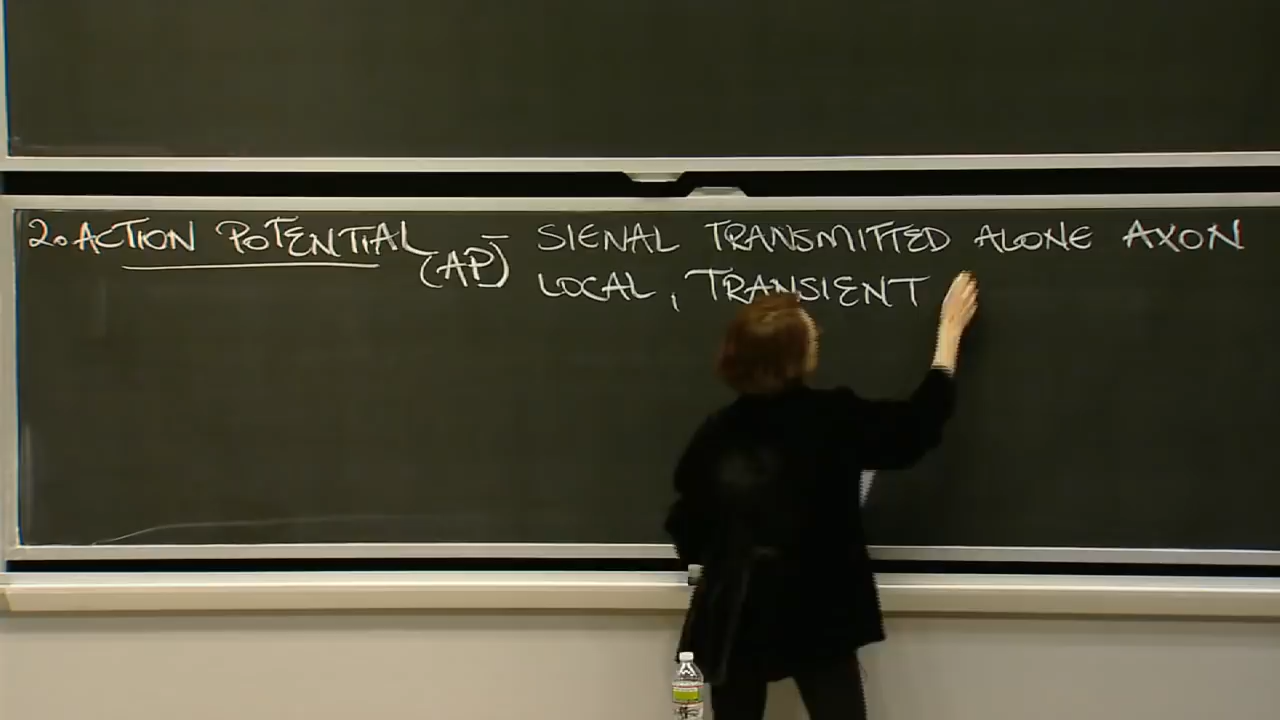 2. ACTION POTENTIAL (AP) - SIGNAL TRANSMITTED ALONG AXON
LOCAL, TRANSIENT